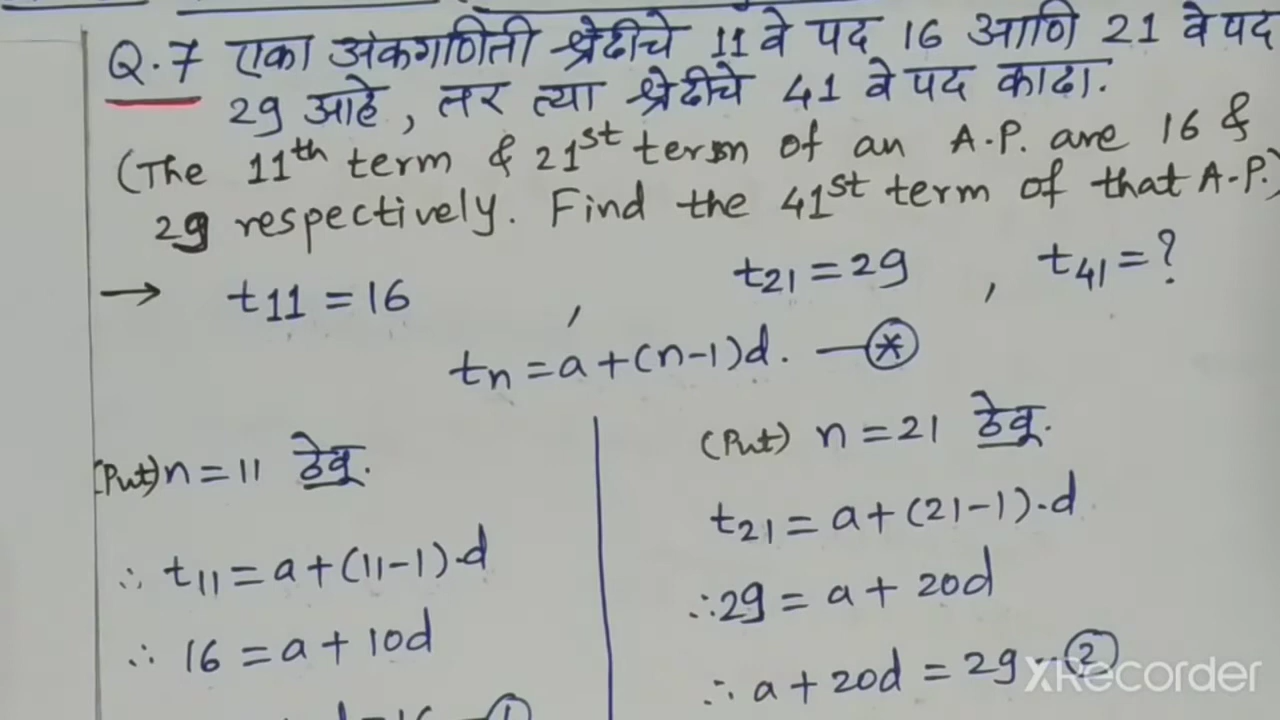 Q.7 एका अंकगणिती श्रेढीचे 11 वे पद 16 आणि 21 वे पद
29 आहे, तर त्या श्रेढीचे 41 वे पद काढा.
(The 11th term & 21st term of an A.P. are 16 &
29 respectively. Find the 41st term of that A.P.)
→ t11 = 16 , t21 = 29 , t41 = ?
tn = a + (n-1)d. —(*)
(Put) n = 11 ठेवू.
∴ t11 = a + (11-1).d
∴ 16 = a + 10d
(Put) n = 21 ठेवू.
t21 = a + (21-1).d
∴ 29 = a + 20d
∴ a + 20d = 29 —(2)
XRecorder